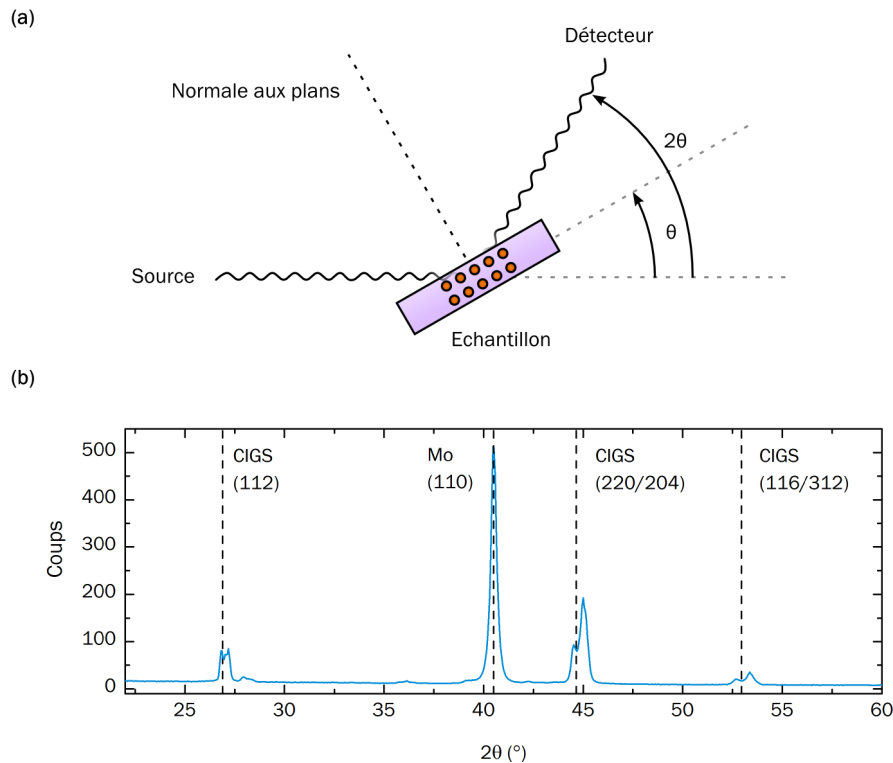 (a)
Détecteur
Normale aux plans
2θ
θ
Source
Echantillon
(b)
500
400
300
200
100
0
Coups
CIGS
(112)
Mo
(110)
CIGS
(220/204)
CIGS
(116/312)
25
30
35
40
45
50
55
60
2θ (°)